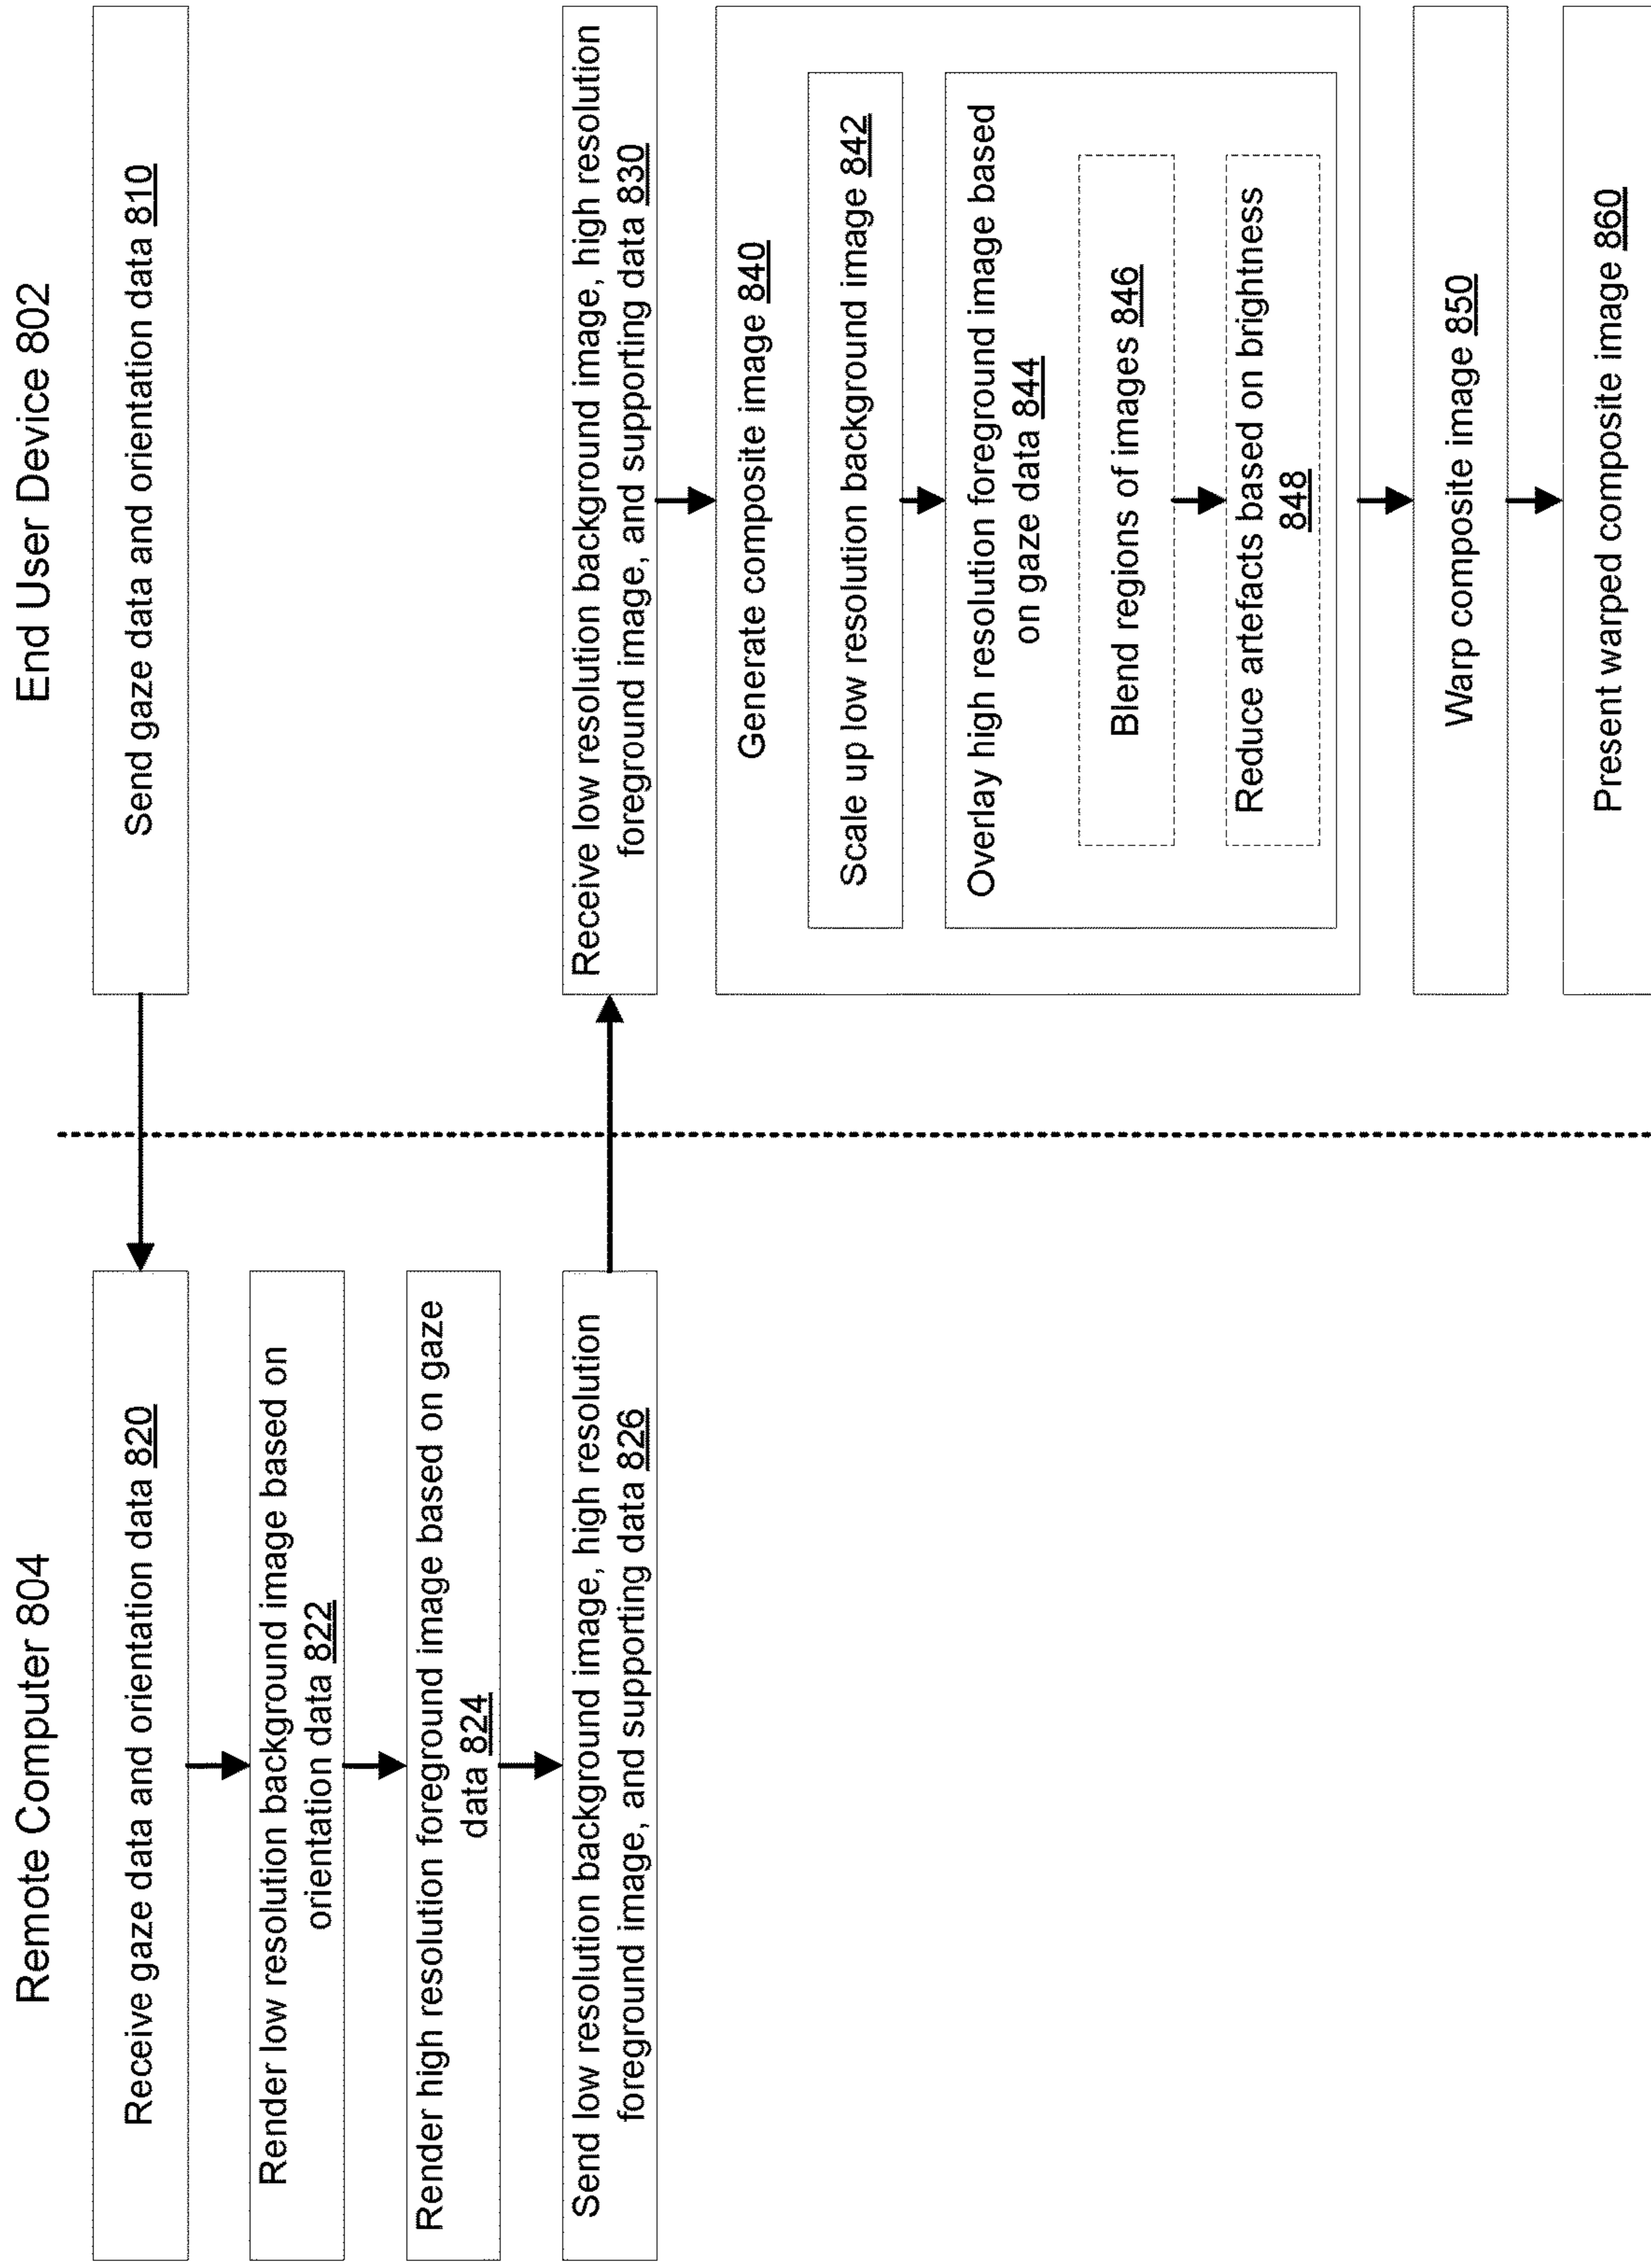 Remote Computer 804
Receive gaze data and orientation data 820
Render low resolution background image based on
orientation data 822
Render high resolution foreground image based on gaze
data 824
Send low resolution background image, high resolution
foreground image, and supporting data 826
End User Device 802
Send gaze data and orientation data 810
Receive low resolution background image, high resolution
foreground image, and supporting data 830
Generate composite image 840
Scale up low resolution background image 842
Overlay high resolution foreground image based
on gaze data 844
Blend regions of images 846
Reduce artefacts based on brightness
848
Warp composite image 850
Present warped composite image 860